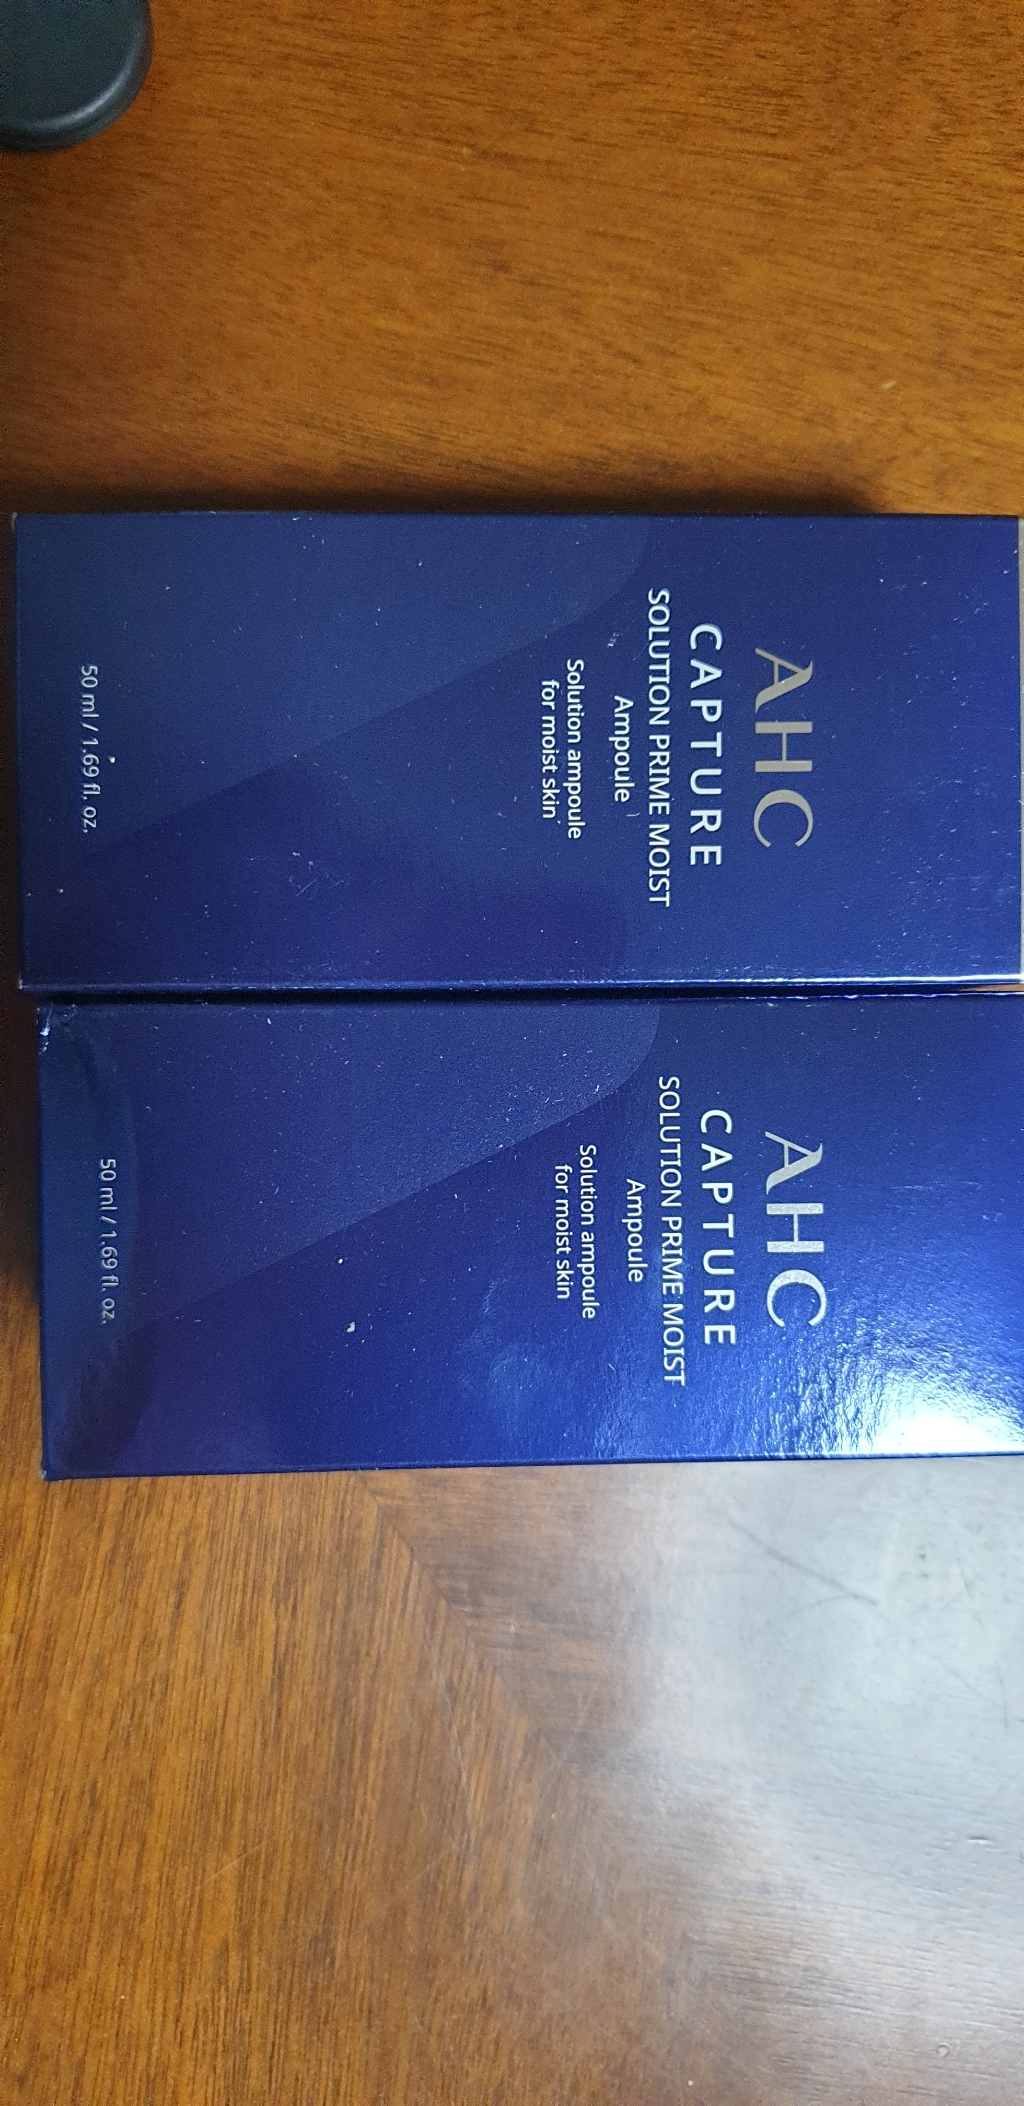 AHC
CAPTURE
SOLUTION PRIME MOIST
Ampoule
Solution ampoule
for moist skin
50 ml / 1.69 fl. oz.
AHC
CAPTURE
SOLUTION PRIME MOIST
Ampoule
Solution ampoule
for moist skin
50 ml / 1.69 fl. oz.